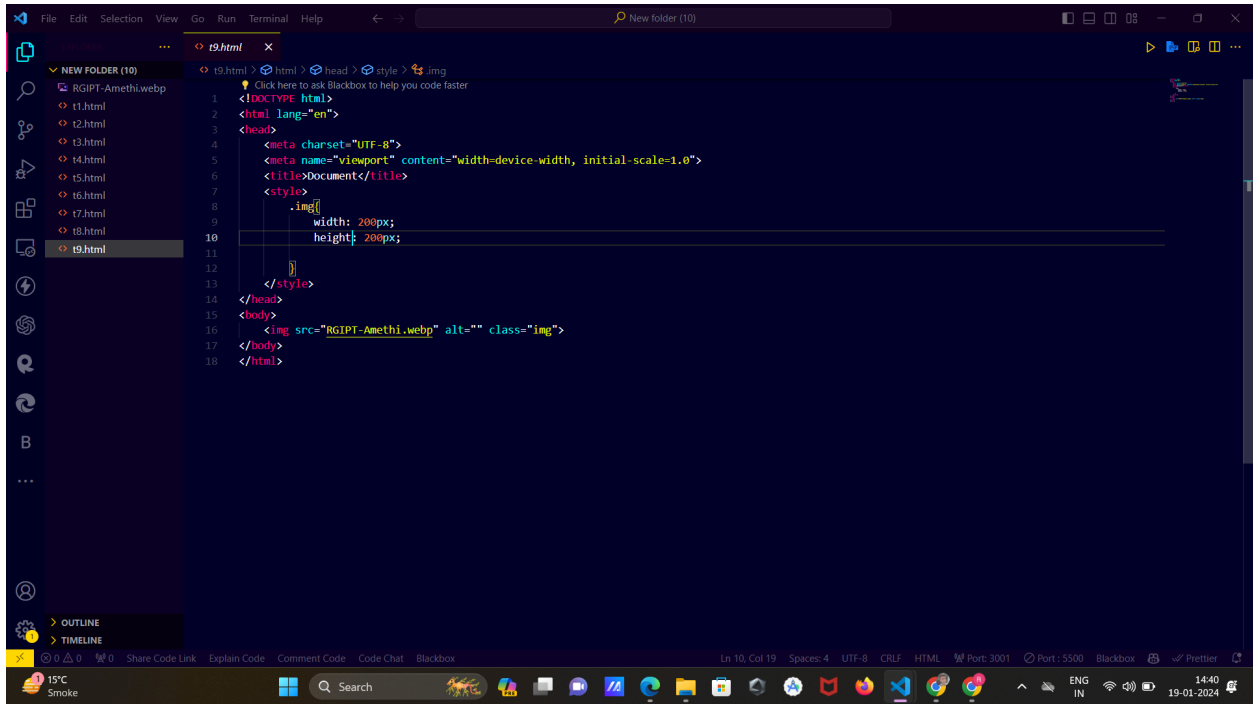 File Edit Selection View Go Run Terminal Help
New folder (10)
t9.html
NEW FOLDER (10)
RGIPT-Amethi.webp
t1.html
t2.html
t3.html
t4.html
t5.html
t6.html
t7.html
t8.html
t9.html
OUTLINE
TIMELINE
t9.html > html > head > style > .img
Click here to ask Blackbox to help you code faster
1 <!DOCTYPE html>
2 <html lang="en">
3 <head>
4 <meta charset="UTF-8">
5 <meta name="viewport" content="width=device-width, initial-scale=1.0">
6 <title>Document</title>
7 <style>
8 .img{
9 width: 200px;
10 height: 200px;
11
12 }
13 </style>
14 </head>
15 <body>
16 <img src="RGIPT-Amethi.webp" alt="" class="img">
17 </body>
18 </html>
B
1
0 0 0 Share Code Link Explain Code Comment Code Code Chat Blackbox
Ln 10, Col 19 Spaces: 4 UTF-8 CRLF HTML Port: 3001 Port : 5500 Blackbox Prettier
1
15°C
Smoke
Search
ENG
IN
14:40
19-01-2024